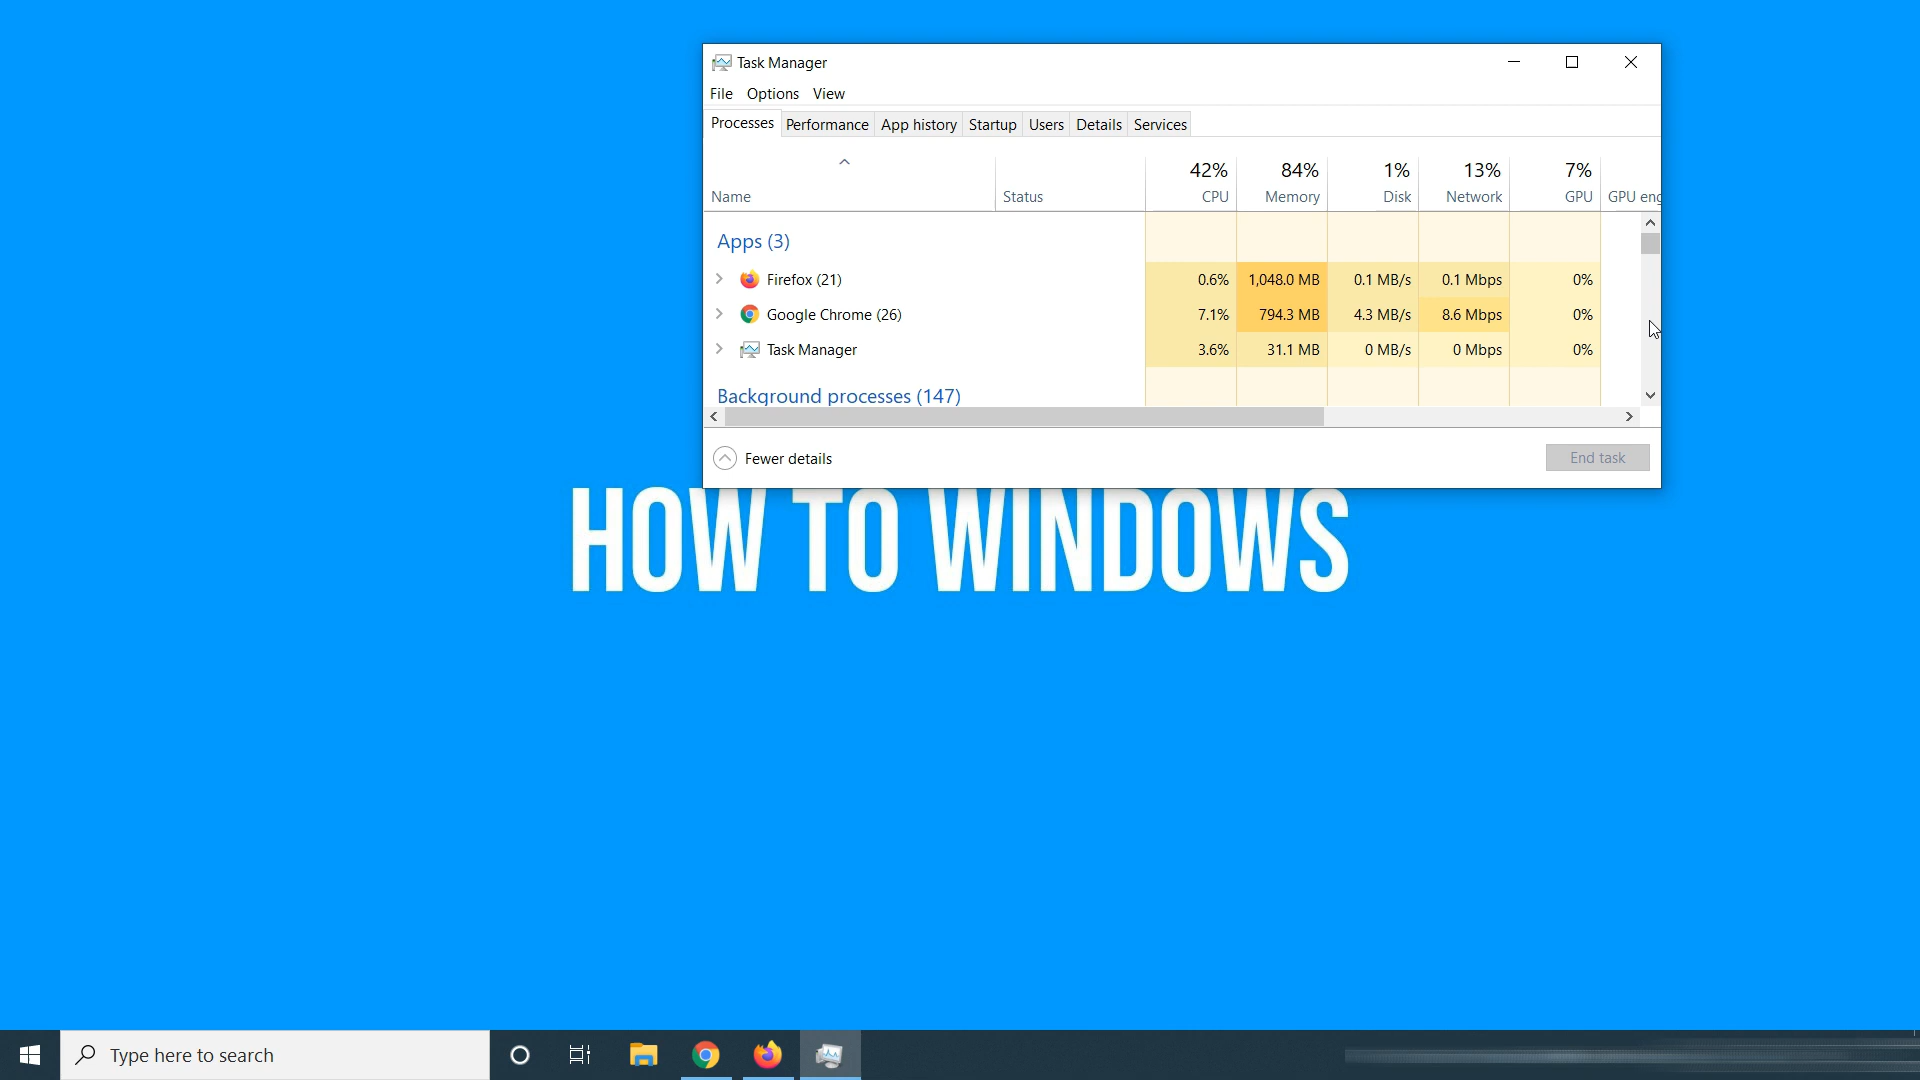 Task Manager
File Options View
Processes Performance App history Startup Users Details Services
42% 84% 1% 13% 7%
Name Status CPU Memory Disk Network GPU GPU eng
Apps (3)
Firefox (21) 0.6% 1,048.0 MB 0.1 MB/s 0.1 Mbps 0%
Google Chrome (26) 7.1% 794.3 MB 4.3 MB/s 8.6 Mbps 0%
Task Manager 3.6% 31.1 MB 0 MB/s 0 Mbps 0%
Background processes (147)
Fewer details End task
HOW TO WINDOWS
Type here to search